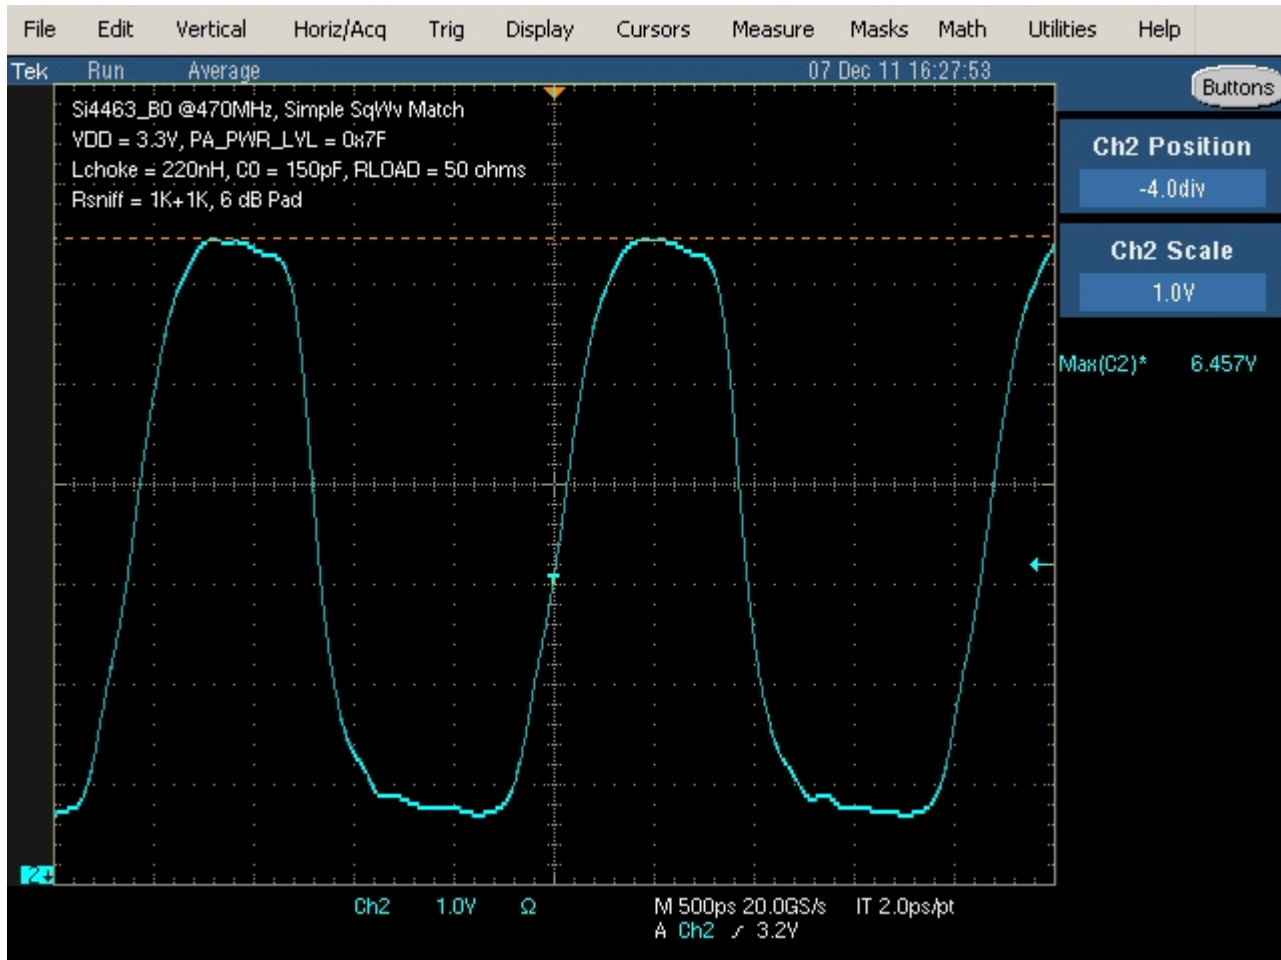 File Edit Vertical Horiz/Acq Trig Display Cursors Measure Masks Math Utilities Help
Tek Run Average 07 Dec 11 16:27:53
Buttons
Si4463_B0 @470MHz, Simple SqWv Match
VDD = 3.3V, PA_PWR_LVL = 0x7F
Lchoke = 220nH, C0 = 150pF, RLOAD = 50 ohms
Rsniff = 1K+1K, 6 dB Pad
Ch2 Position
-4.0div
Ch2 Scale
1.0V
Max(C2)* 6.457V
2
Ch2 1.0V Ω M 500ps 20.0GS/s IT 2.0ps/pt
A Ch2 / 3.2V